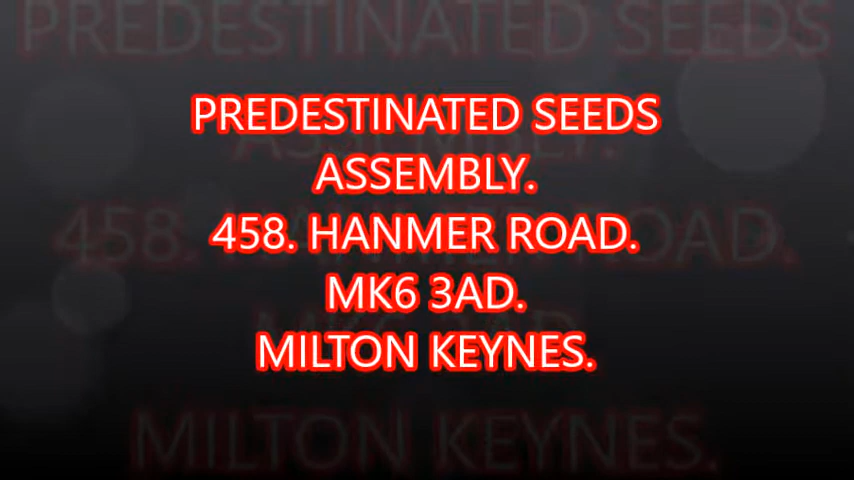 PREDESTINATED SEEDS
ASSEMBLY.
458. HANMER ROAD.
MK6 3AD.
MILTON KEYNES.